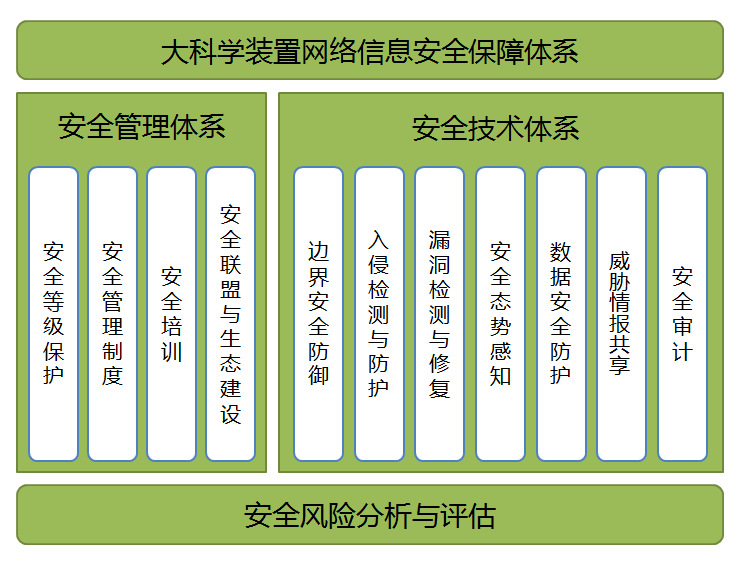 大科学装置网络信息安全保障体系
安全管理体系
安全等级保护
安全管理制度
安全培训
安全联盟与生态建设
安全技术体系
边界安全防御
入侵检测与防护
漏洞检测与修复
安全态势感知
数据安全防护
威胁情报共享
安全审计
安全风险分析与评估